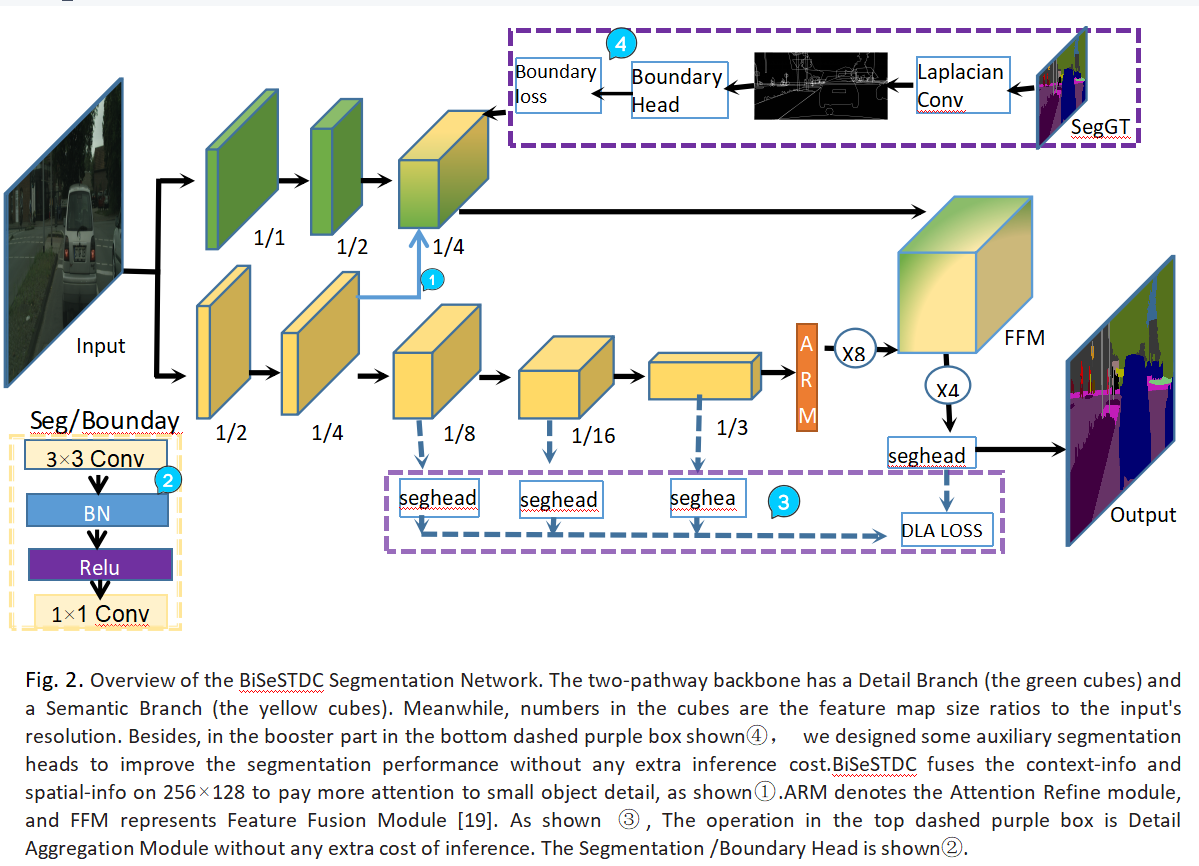 4
Boundary
loss
Boundary
Head
Laplacian
Conv
SegGT
1/1
1/2
1/4
1
Input
FFM
A
R
M
X8
X4
1/2
1/4
1/8
1/16
1/3
Seg/Bounday
3×3 Conv
2
BN
Relu
1×1 Conv
seghead
seghead
seghead
seghea
3
DLA LOSS
Output
Fig. 2. Overview of the BiSeSTDC Segmentation Network. The two-pathway backbone has a Detail Branch (the green cubes) and
a Semantic Branch (the yellow cubes). Meanwhile, numbers in the cubes are the feature map size ratios to the input's
resolution. Besides, in the booster part in the bottom dashed purple box shown④， we designed some auxiliary segmentation
heads to improve the segmentation performance without any extra inference cost.BiSeSTDC fuses the context-info and
spatial-info on 256×128 to pay more attention to small object detail, as shown①.ARM denotes the Attention Refine module,
and FFM represents Feature Fusion Module [19]. As shown ③, The operation in the top dashed purple box is Detail
Aggregation Module without any extra cost of inference. The Segmentation /Boundary Head is shown②.